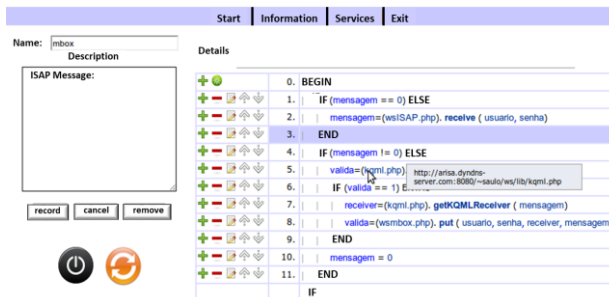 Start Information Services Exit
Name: mbox
Description
ISAP Message:
record cancel remove
Details
0. BEGIN
1. IF (mensagem == 0) ELSE
2. mensagem=(wsISAP.php). receive ( usuario, senha)
3. END
4. IF (mensagem != 0) ELSE
5. valida=(kqml.php).
http://arisa.dyndns-
server.com:8080/~saulo/ws/lib/kqml.php
6. IF (valida == 1)
7. receiver=(kqml.php). getKQMLReceiver ( mensagem)
8. valida=(wsmbox.php). put ( usuario, senha, receiver, mensagem
9. END
10. mensagem = 0
11. END
IF